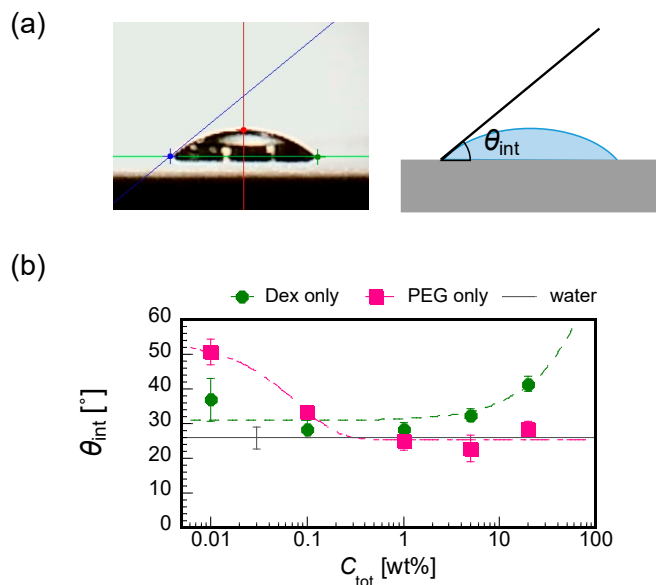 (a)
θint
(b)
Dex only PEG only water
60
50
40
30
20
10
0
θint [°]
0.01 0.1 1 10 100
Ctot [wt%]